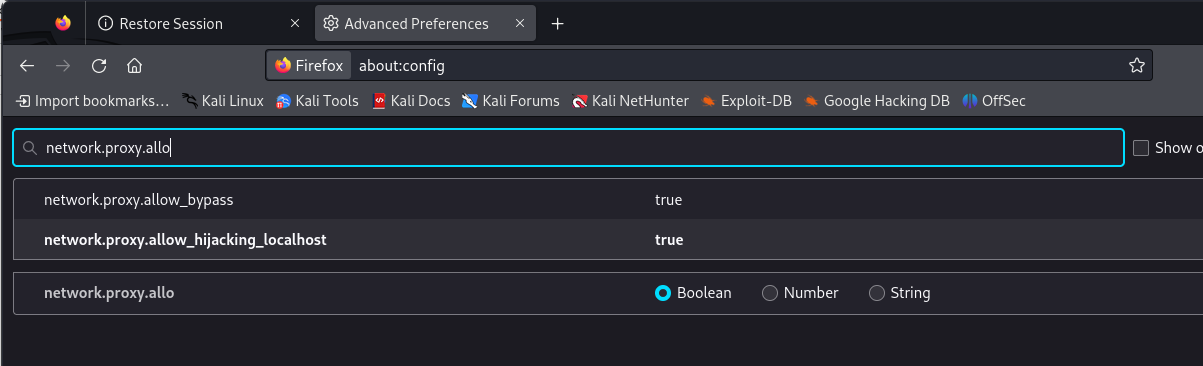 Restore Session Advanced Preferences
Firefox about:config
Import bookmarks... Kali Linux Kali Tools Kali Docs Kali Forums Kali NetHunter Exploit-DB Google Hacking DB OffSec
network.proxy.allo Show o
network.proxy.allow_bypass true
network.proxy.allow_hijacking_localhost true
network.proxy.allo Boolean Number String